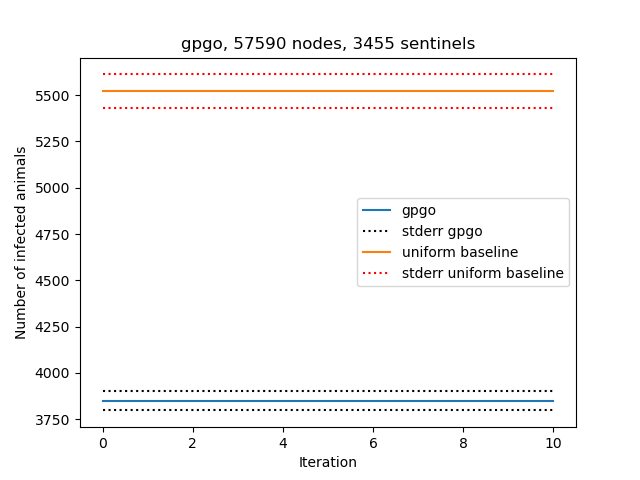 gpgo, 57590 nodes, 3455 sentinels
Number of infected animals
5500
5250
5000
4750
4500
4250
4000
3750
gpgo
stderr gpgo
uniform baseline
stderr uniform baseline
0 2 4 6 8 10
Iteration